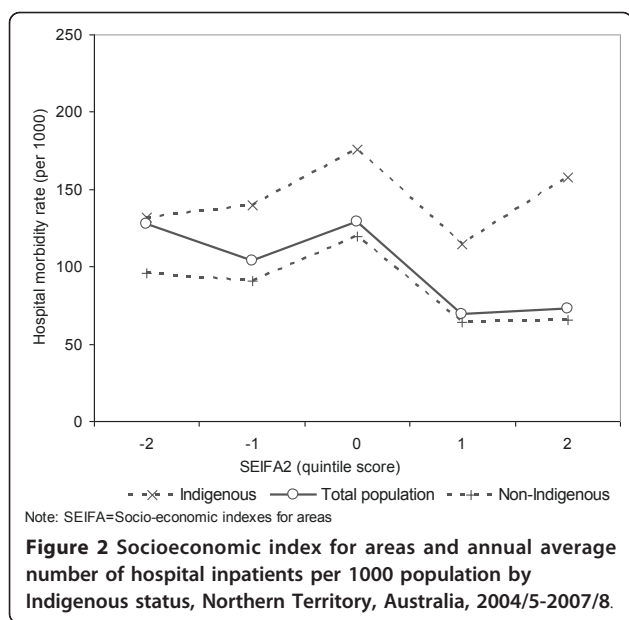 250
200
150
100
50
0
Hospital morbidity rate (per 1000)
-2 -1 0 1 2
SEIFA2 (quintile score)
Indigenous Total population Non-Indigenous
Note: SEIFA=Socio-economic indexes for areas
Figure 2 Socioeconomic index for areas and annual average
number of hospital inpatients per 1000 population by
Indigenous status, Northern Territory, Australia, 2004/5-2007/8.